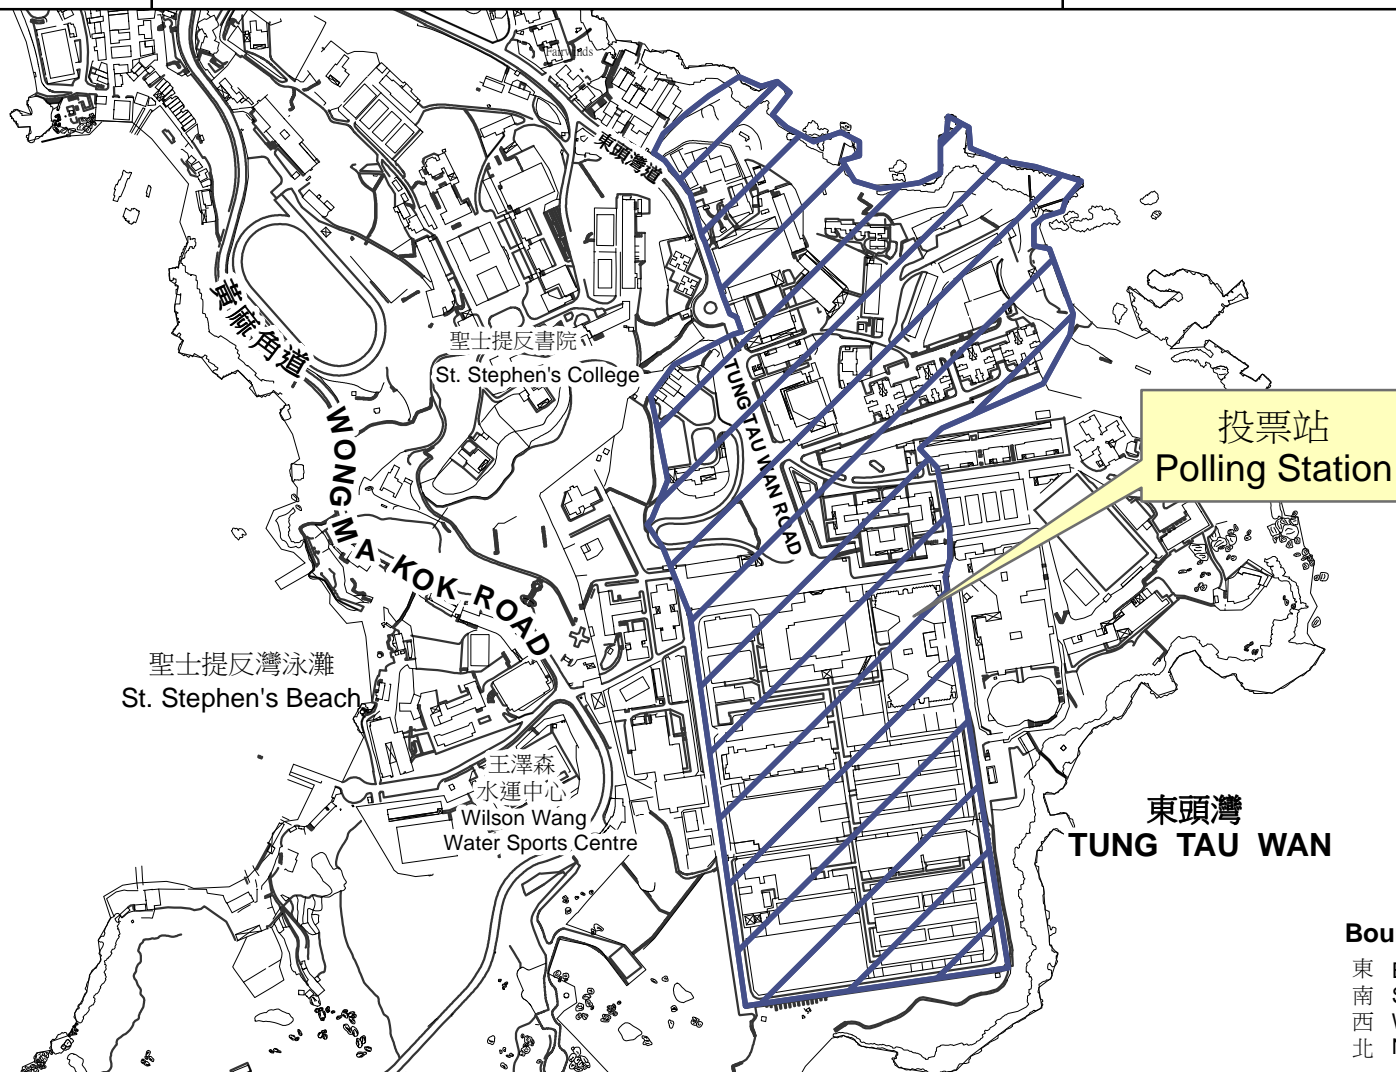 Fairwinds
東頭灣道
黃麻角道
聖士提反書院
St. Stephen's College
TUNG TAU WAN ROAD
投票站
Polling Station
WONG MA KOK ROAD
聖士提反灣泳灘
St. Stephen's Beach
王澤森
水運中心
Wilson Wang
Water Sports Centre
東頭灣
TUNG TAU WAN
Bou
東
南 S
西 W
北 N